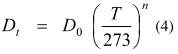 D_t = D_0 (T/273)^n (4)